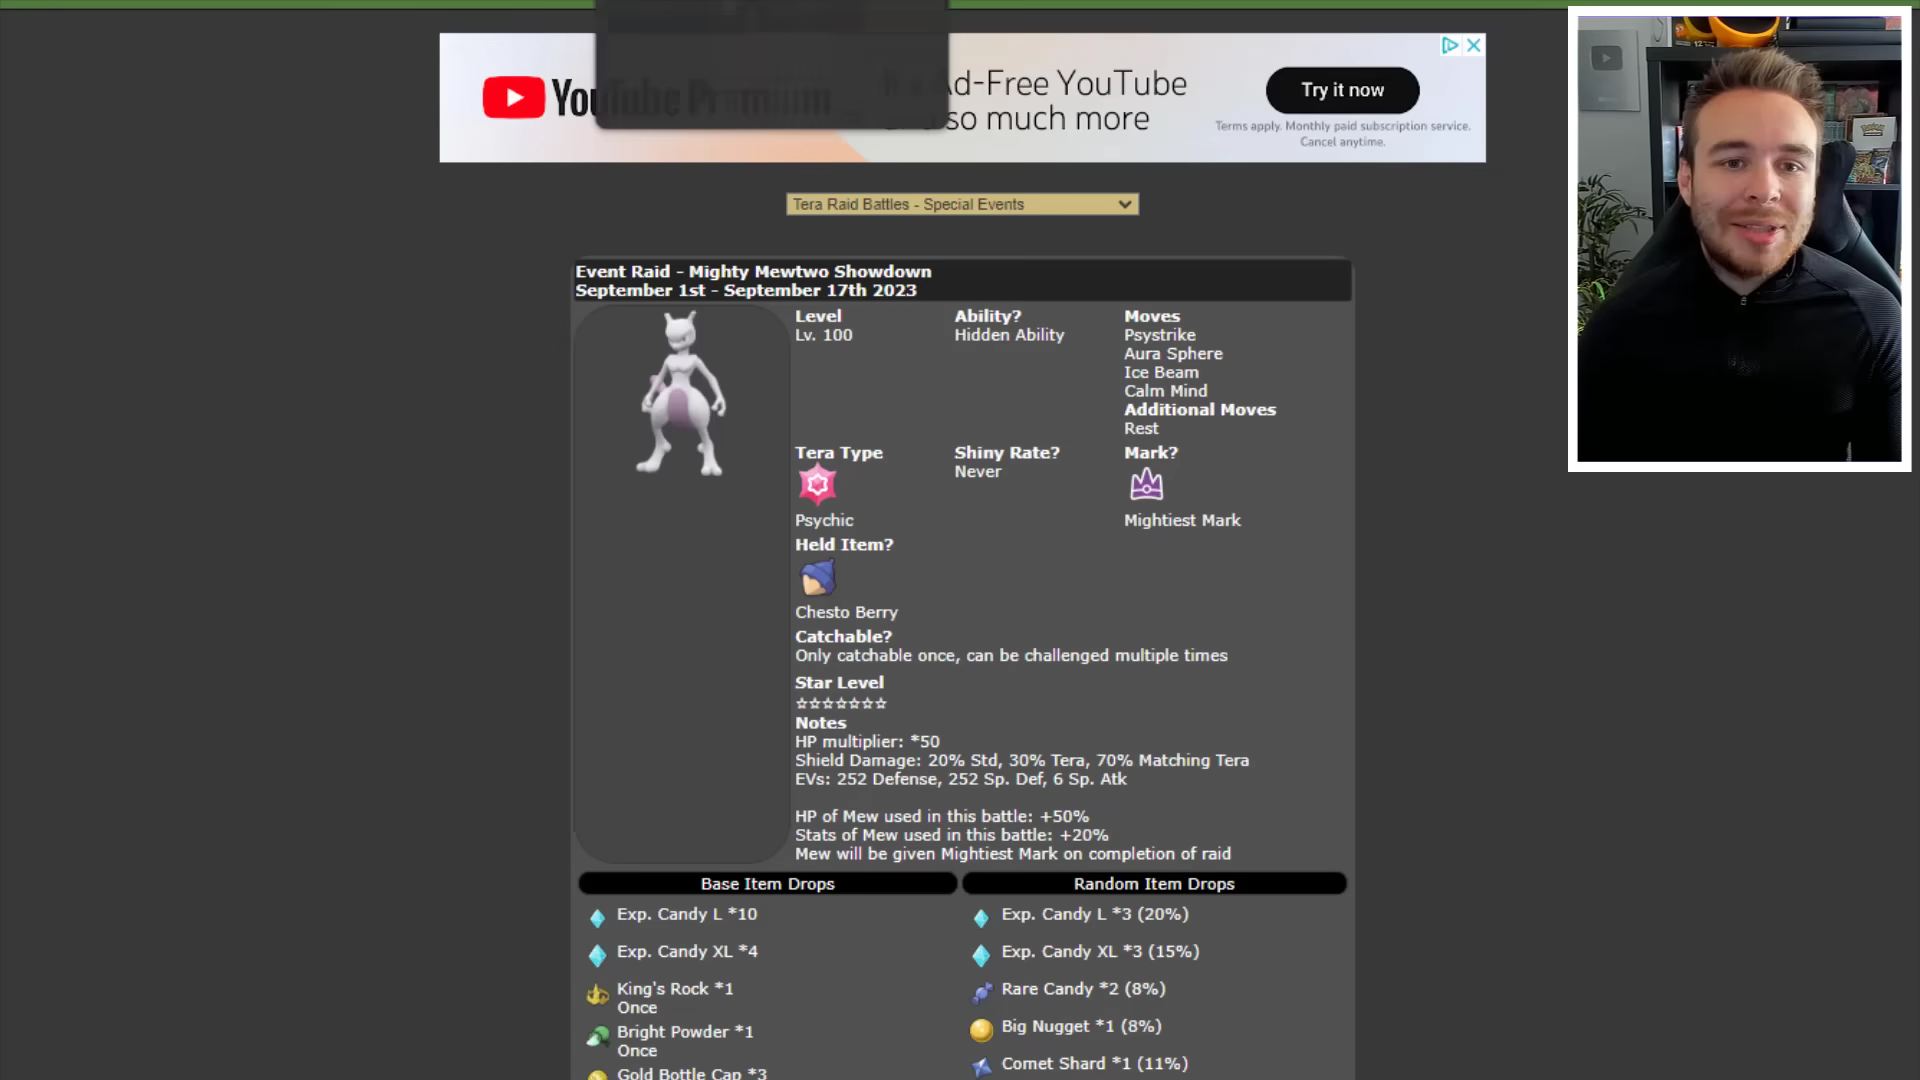 YouTube Premium
Ad-Free YouTube
so much more
Try it now
Terms apply. Monthly paid subscription service.
Cancel anytime.
Tera Raid Battles - Special Events
Event Raid - Mighty Mewtwo Showdown
September 1st - September 17th 2023
Level
Lv. 100
Ability?
Hidden Ability
Moves
Psystrike
Aura Sphere
Ice Beam
Calm Mind
Additional Moves
Rest
Tera Type
Psychic
Shiny Rate?
Never
Mark?
Mightiest Mark
Held Item?
Chesto Berry
Catchable?
Only catchable once, can be challenged multiple times
Star Level
☆☆☆☆☆☆☆
Notes
HP multiplier: *50
Shield Damage: 20% Std, 30% Tera, 70% Matching Tera
EVs: 252 Defense, 252 Sp. Def, 6 Sp. Atk
HP of Mew used in this battle: +50%
Stats of Mew used in this battle: +20%
Mew will be given Mightiest Mark on completion of raid
Base Item Drops
Exp. Candy L *10
Exp. Candy XL *4
King's Rock *1
Once
Bright Powder *1
Once
Gold Bottle Cap *3
Random Item Drops
Exp. Candy L *3 (20%)
Exp. Candy XL *3 (15%)
Rare Candy *2 (8%)
Big Nugget *1 (8%)
Comet Shard *1 (11%)